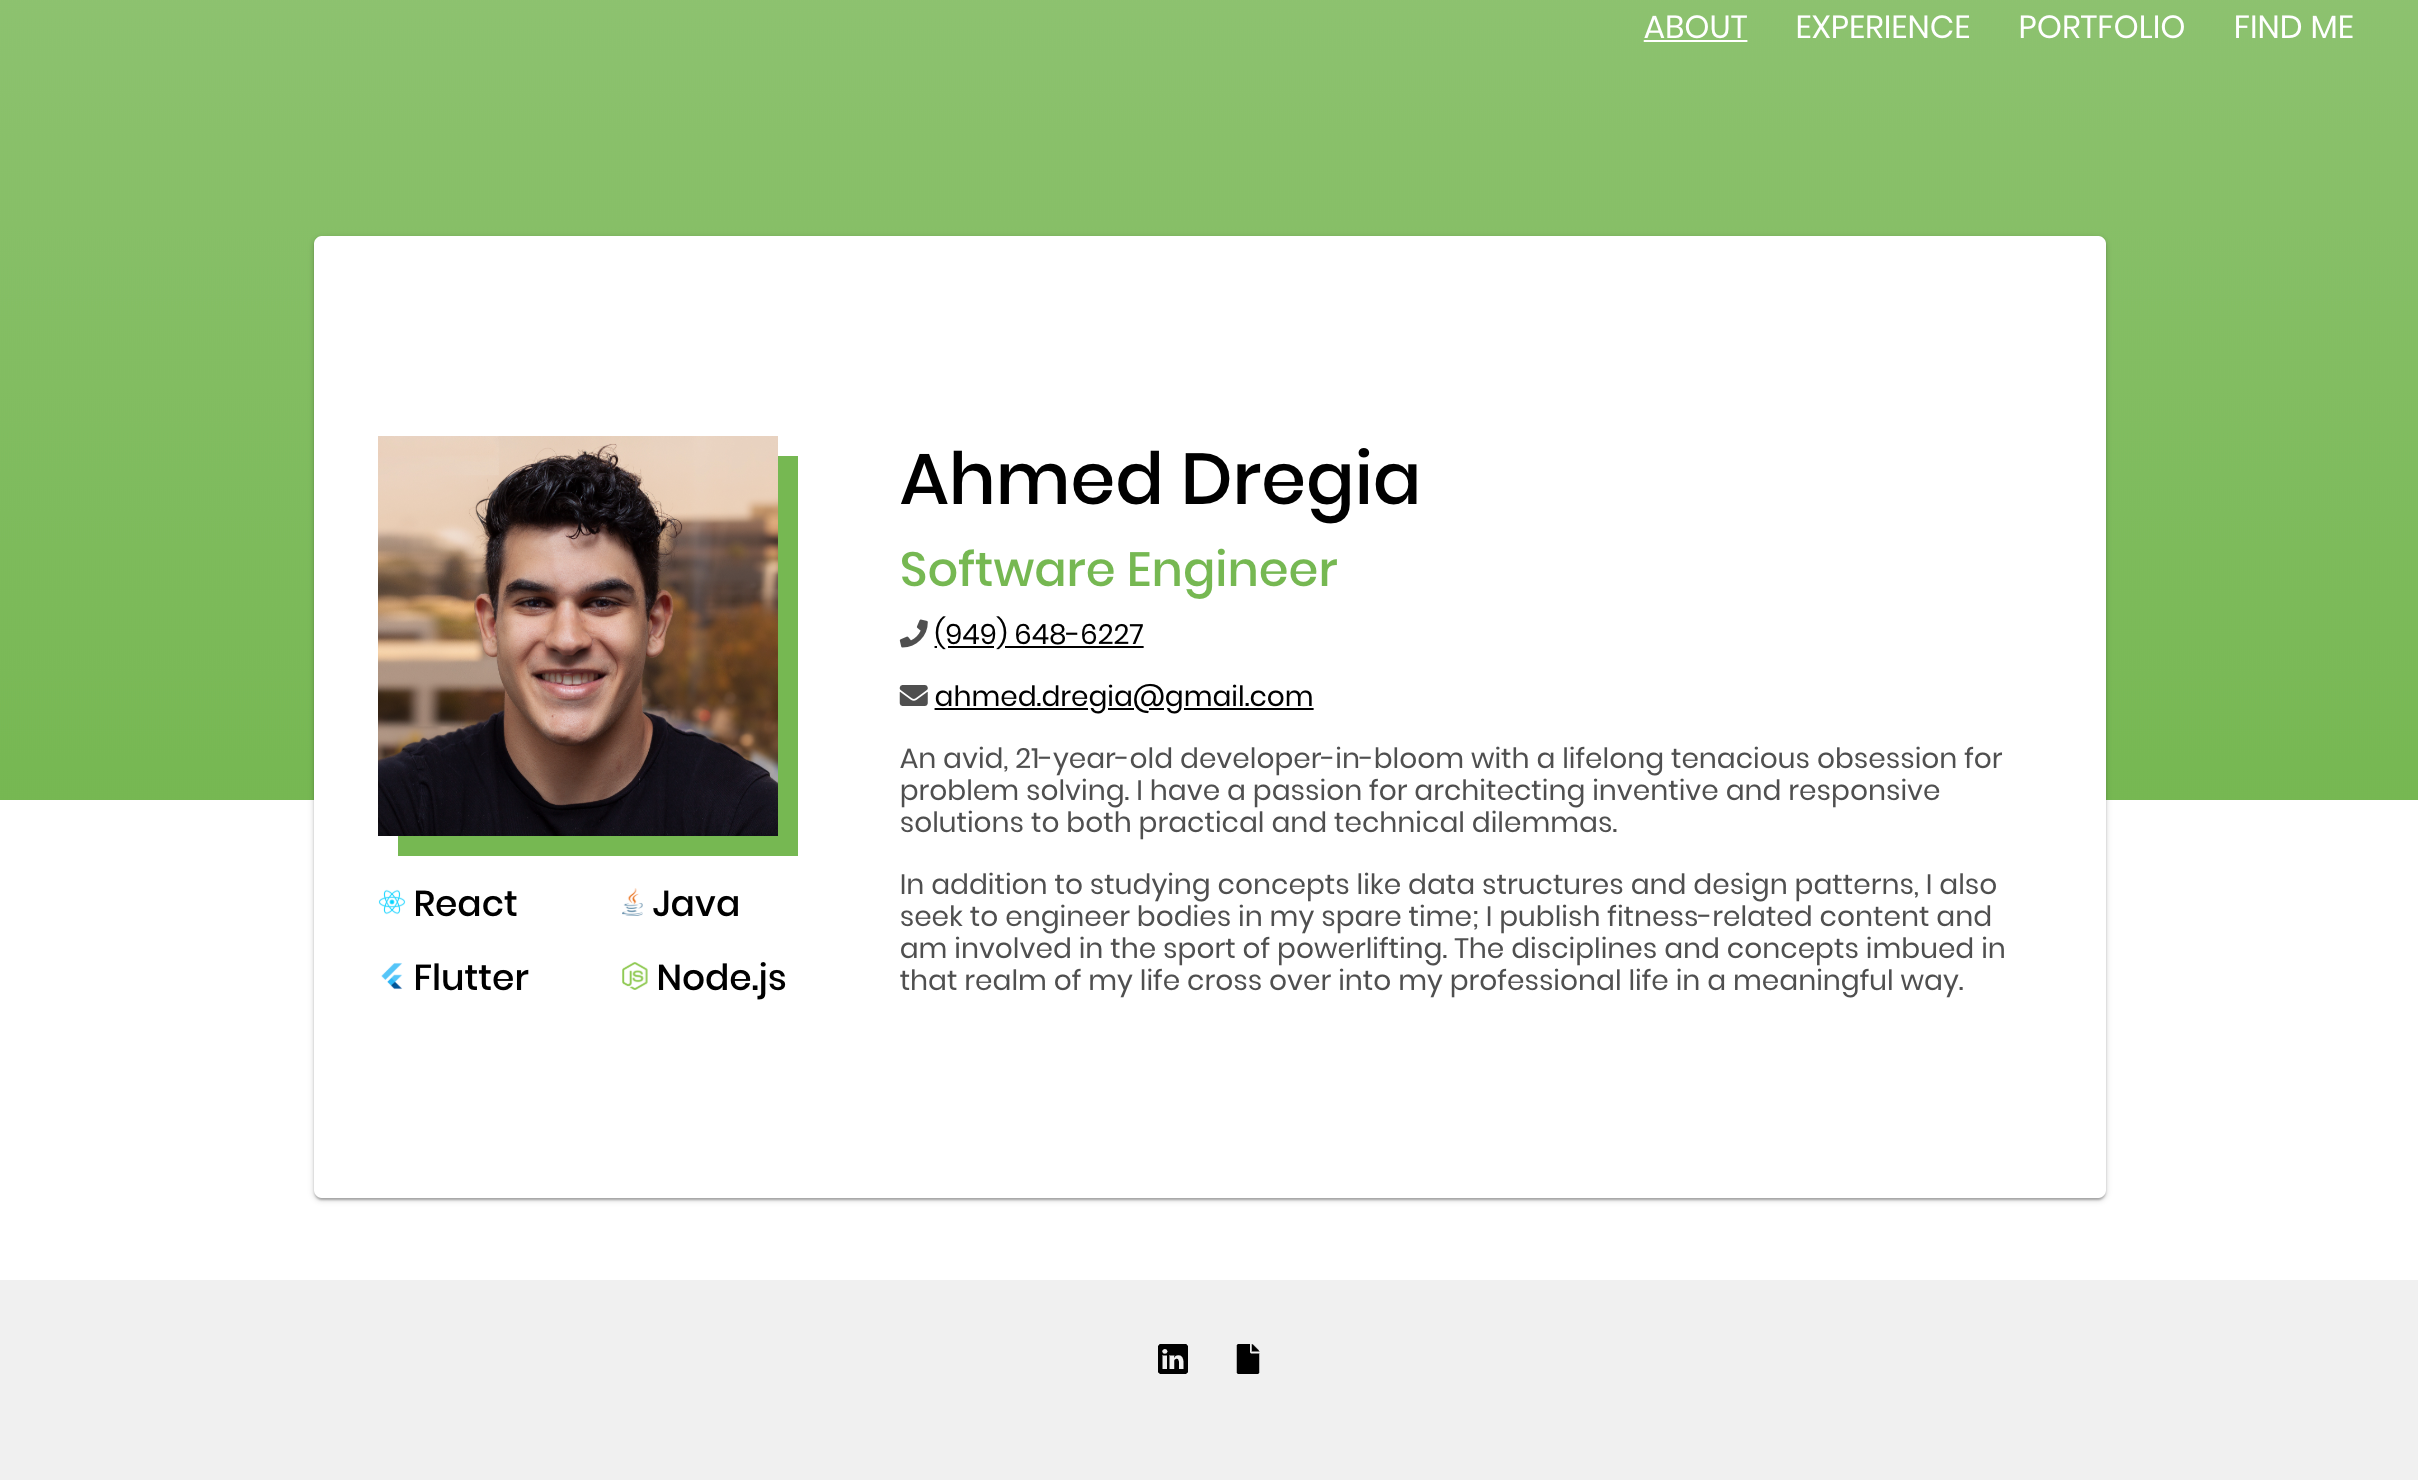 ABOUT EXPERIENCE PORTFOLIO FIND ME
Ahmed Dregia
Software Engineer
(949) 648-6227
ahmed.dregia@gmail.com
An avid, 21-year-old developer-in-bloom with a lifelong tenacious obsession for
problem solving. I have a passion for architecting inventive and responsive
solutions to both practical and technical dilemmas.
In addition to studying concepts like data structures and design patterns, I also
seek to engineer bodies in my spare time; I publish fitness-related content and
am involved in the sport of powerlifting. The disciplines and concepts imbued in
that realm of my life cross over into my professional life in a meaningful way.
React Java
Flutter JS Node.js
in